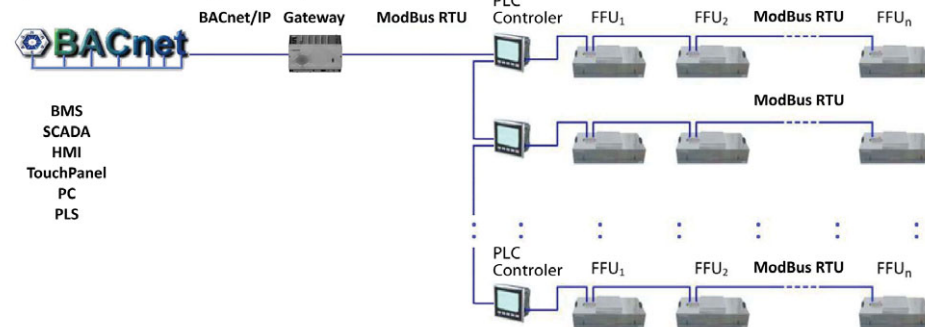 PLC
BACnet/IP Gateway ModBus RTU Controler FFU1 FFU2 ModBus RTU FFUn
BACnet
ModBus RTU
BMS
SCADA
HMI
TouchPanel
PC
PLS
PLC
Controler FFU1 FFU2 ModBus RTU FFUn